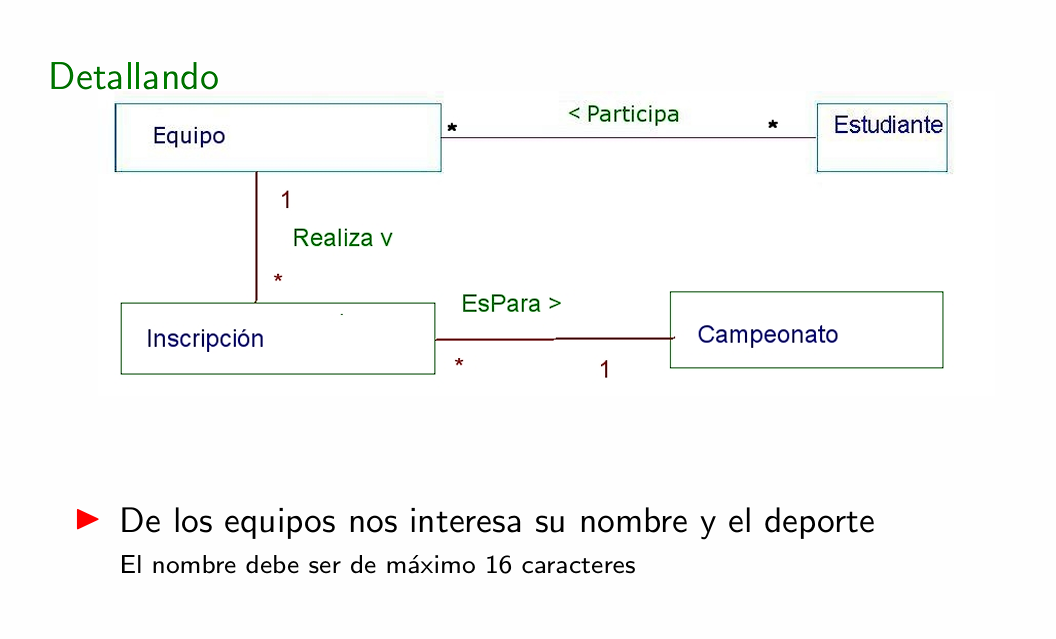 Detallando
Equipo
*
< Participa
*
Estudiante
1
Realiza v
*
EsPara >
Inscripción
*
1
Campeonato
De los equipos nos interesa su nombre y el deporte
El nombre debe ser de máximo 16 caracteres